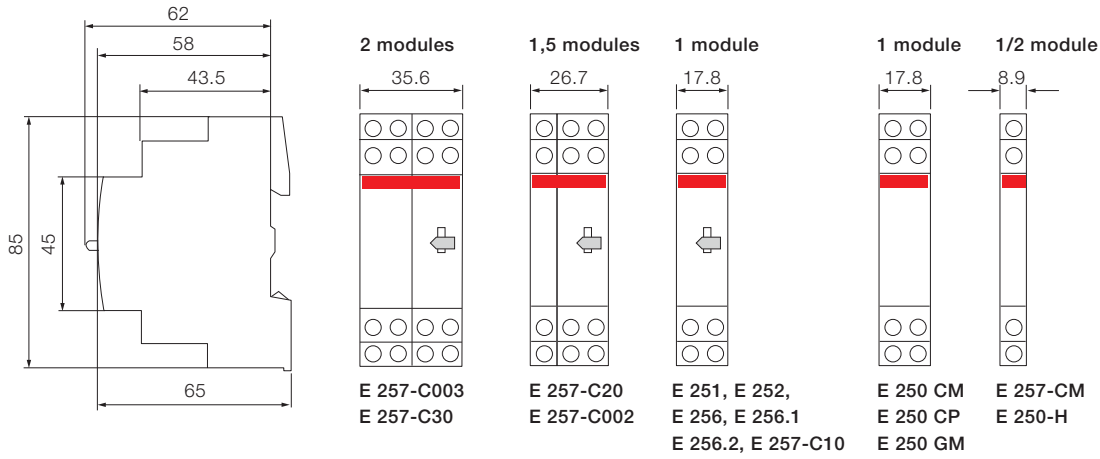 62
58
43.5
85
45
65
2 modules
35.6
E 257-C003
E 257-C30
1,5 modules
26.7
E 257-C20
E 257-C002
1 module
17.8
E 251, E 252,
E 256, E 256.1
E 256.2, E 257-C10
1 module
17.8
E 250 CM
E 250 CP
E 250 GM
1/2 module
8.9
E 257-CM
E 250-H